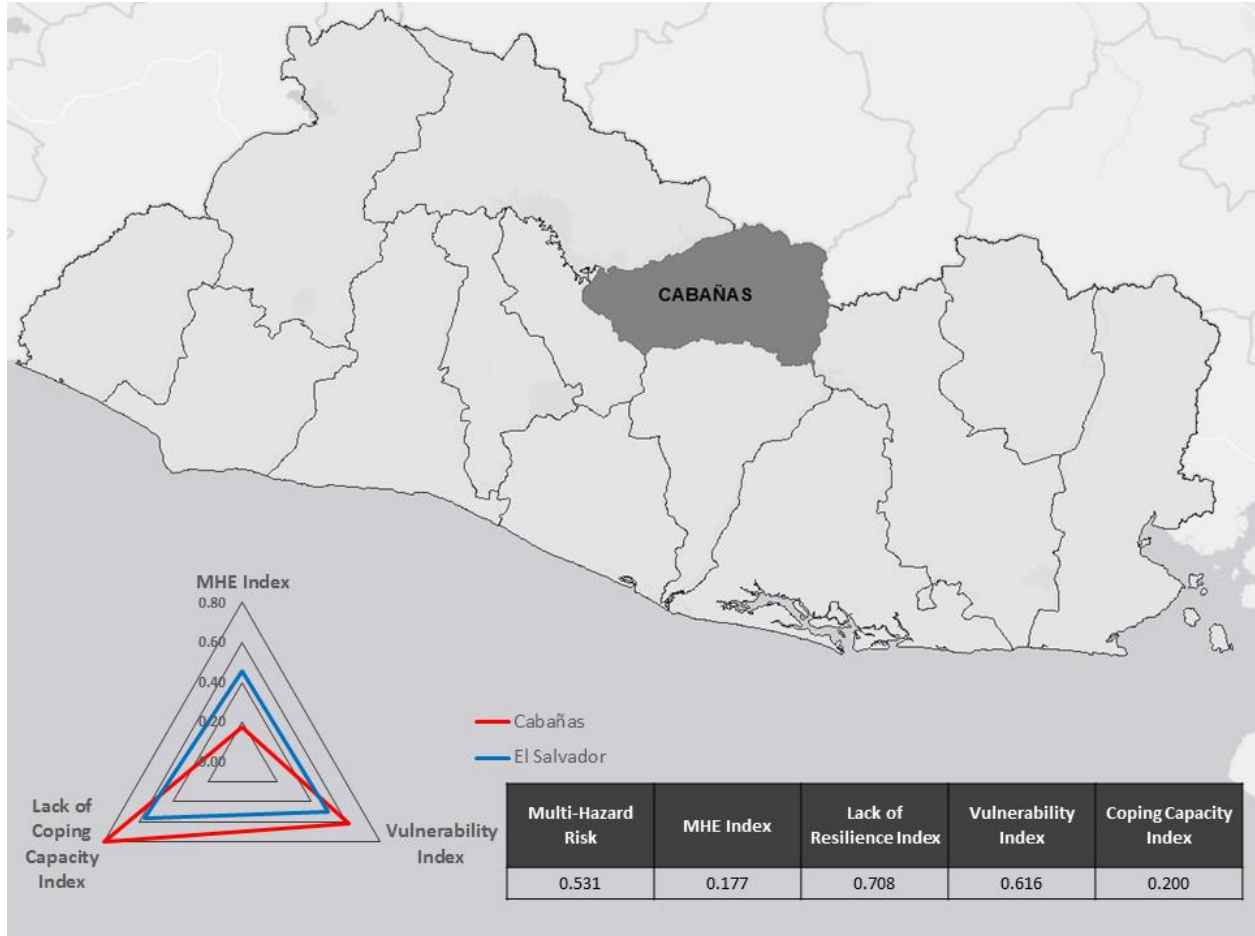 CABAÑAS
MHE Index
0.80
0.60
0.40
0.20
0.00
Lack of
Coping
Capacity
Index
Vulnerability
Index
Cabañas
El Salvador
Multi-Hazard
Risk
MHE Index
Lack of
Resilience Index
Vulnerability
Index
Coping Capacity
Index
0.531
0.177
0.708
0.616
0.200